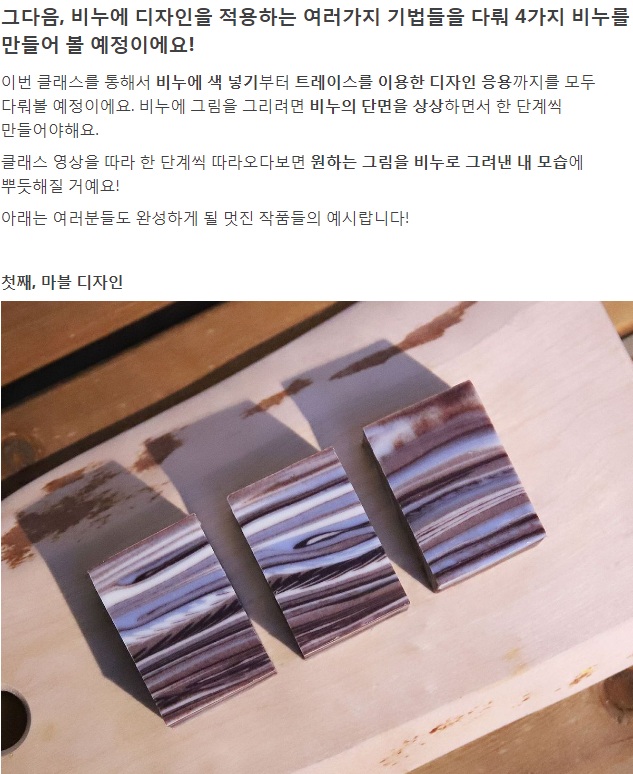 그다음, 비누에 디자인을 적용하는 여러가지 기법들을 다뤄 4가지 비누를
만들어 볼 예정이에요!
이번 클래스를 통해서 비누에 색 넣기부터 트레이스를 이용한 디자인 응용까지를 모두
다뤄볼 예정이에요. 비누에 그림을 그리려면 비누의 단면을 상상하면서 한 단계씩
만들어야해요.
클래스 영상을 따라 한 단계씩 따라오다보면 원하는 그림을 비누로 그려낸 내 모습에
뿌듯해질 거예요!
아래는 여러분들도 완성하게 될 멋진 작품들의 예시랍니다!
첫째, 마블 디자인